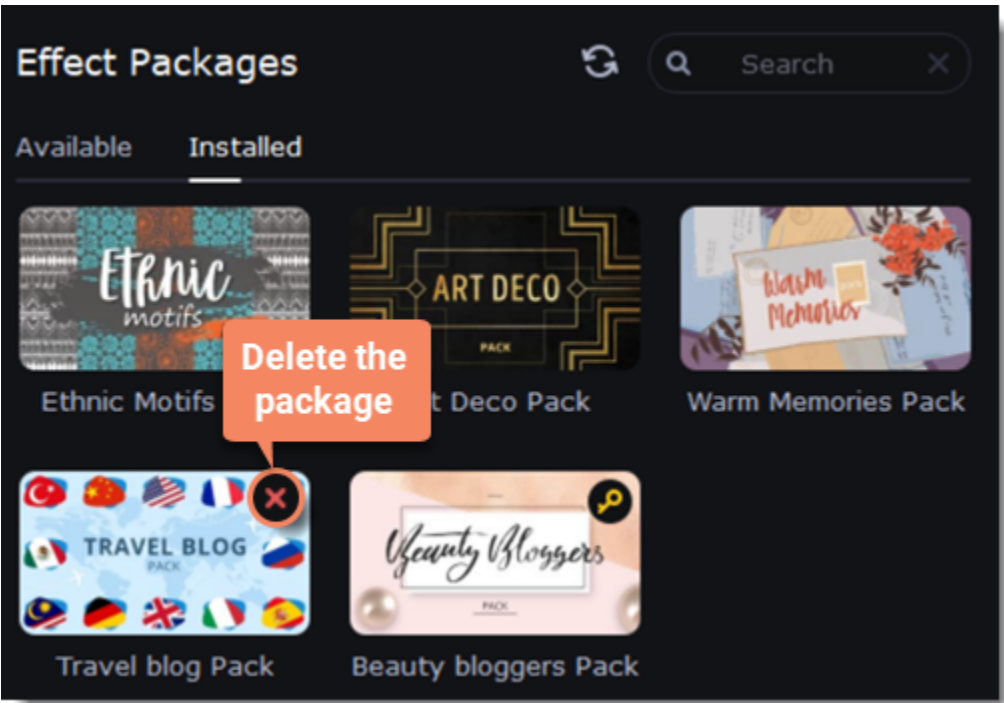 Effect Packages
Search
Available Installed
Ethnic
motifs
ART DECO
PACK
Warm
Memories
Delete the
package
Ethnic Motifs
t Deco Pack
Warm Memories Pack
TRAVEL BLOG
PACK
Beauty Bloggers
PACK
Travel blog Pack
Beauty bloggers Pack